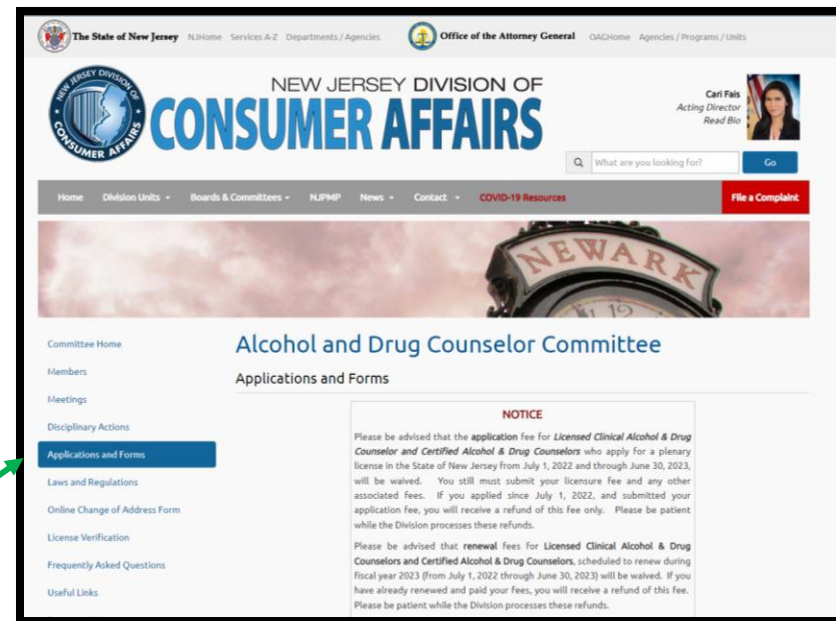 The State of New Jersey NJHome Services A-Z Departments / Agencies Office of the Attorney General OAGHome Agencies / Programs / Units
NEW JERSEY DIVISION OF
CONSUMER AFFAIRS
NEW JERSEY DIVISION OF
CONSUMER AFFAIRS
Cari Fais
Acting Director
Read Bio
What are you looking for? Go
Home Division Units Boards & Committees NJPMP News Contact COVID-19 Resources File a Complaint
NEWARK
Committee Home
Members
Meetings
Disciplinary Actions
Applications and Forms
Laws and Regulations
Online Change of Address Form
License Verification
Frequently Asked Questions
Useful Links
Alcohol and Drug Counselor Committee
Applications and Forms
NOTICE
Please be advised that the application fee for Licensed Clinical Alcohol & Drug
Counselor and Certified Alcohol & Drug Counselors who apply for a plenary
license in the State of New Jersey from July 1, 2022 and through June 30, 2023,
will be waived. You still must submit your licensure fee and any other
associated fees. If you applied since July 1, 2022, and submitted your
application fee, you will receive a refund of this fee only. Please be patient
while the Division processes these refunds.
Please be advised that renewal fees for Licensed Clinical Alcohol & Drug
Counselors and Certified Alcohol & Drug Counselors, scheduled to renew during
fiscal year 2023 (from July 1, 2022 through June 30, 2023) will be waived. If you
have already renewed and paid your fees, you will receive a refund of this fee.
Please be patient while the Division processes these refunds.